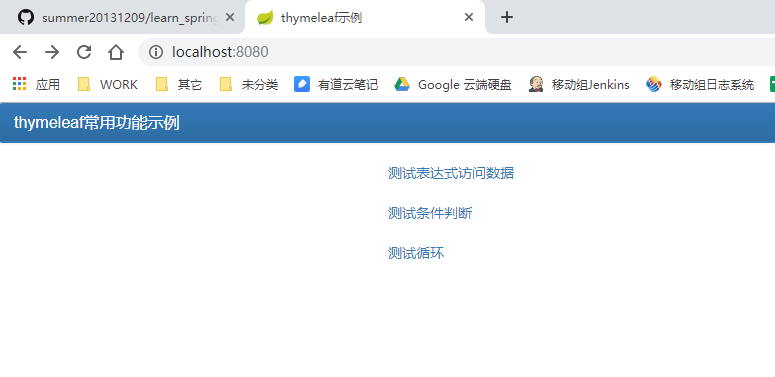 summer20131209/learn_spring
thymeleaf示例
localhost:8080
应用 WORK 其它 未分类 有道云笔记 Google 云端硬盘 移动组Jenkins 移动组日志系统
thymeleaf常用功能示例
测试表达式访问数据
测试条件判断
测试循环